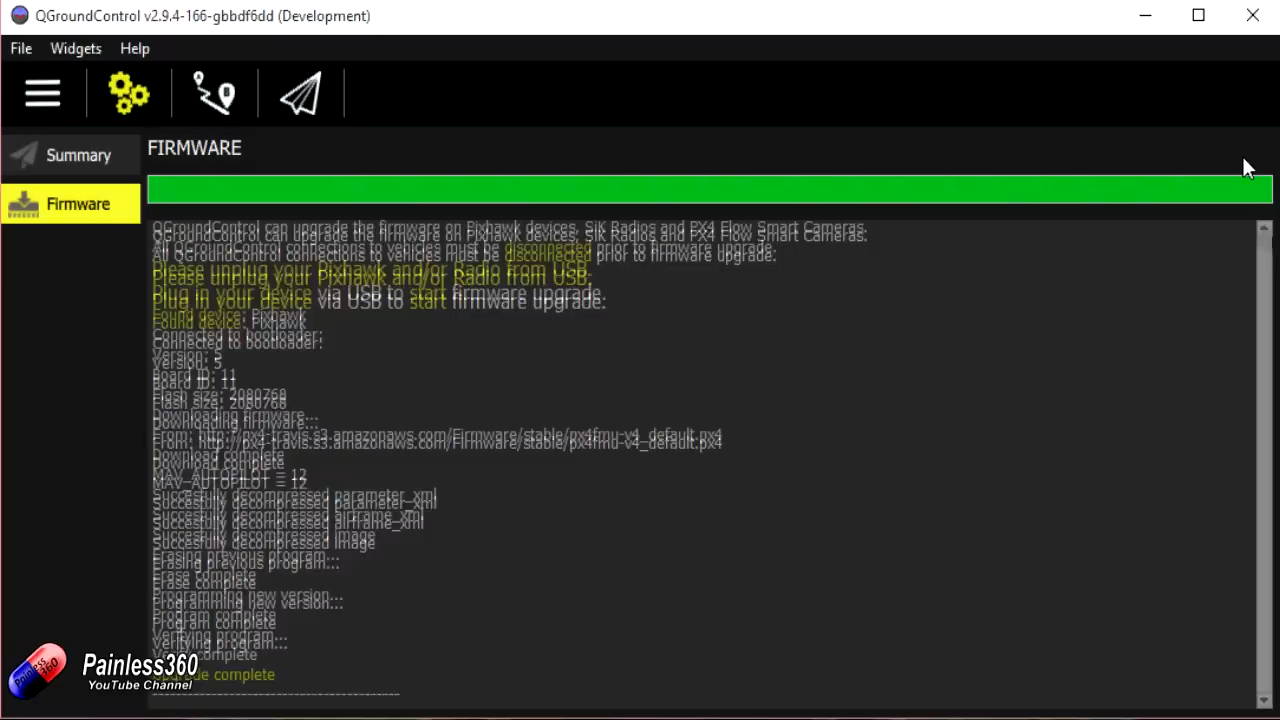 QGroundControl v2.9.4-166-gbbdf6dd (Development)
File Widgets Help
Summary
Firmware
FIRMWARE
QGroundControl can upgrade the firmware on Pixhawk devices, SiK Radios and PX4 Flow Smart Cameras.
All QGroundControl connections to vehicles must be disconnected prior to firmware upgrade.
Please unplug your Pixhawk and/or Radio from USB.
Plug in your device via USB to start firmware upgrade.
Found device: Pixhawk
Connected to bootloader:
Version: 5
Board ID: 11
Flash size: 2080768
Downloading firmware...
From: http://px4-travis.s3.amazonaws.com/Firmware/stable/px4fmu-v4_default.px4
Download complete
MAV_AUTOPILOT = 12
Succesfully decompressed parameter_xml
Succesfully decompressed airframe_xml
Succesfully decompressed image
Erasing previous program...
Erase complete
Programming new version...
Program complete
Verifying program...
Verify complete
Upgrade complete
------------------------------------------
Painless360
Painless360
YouTube Channel